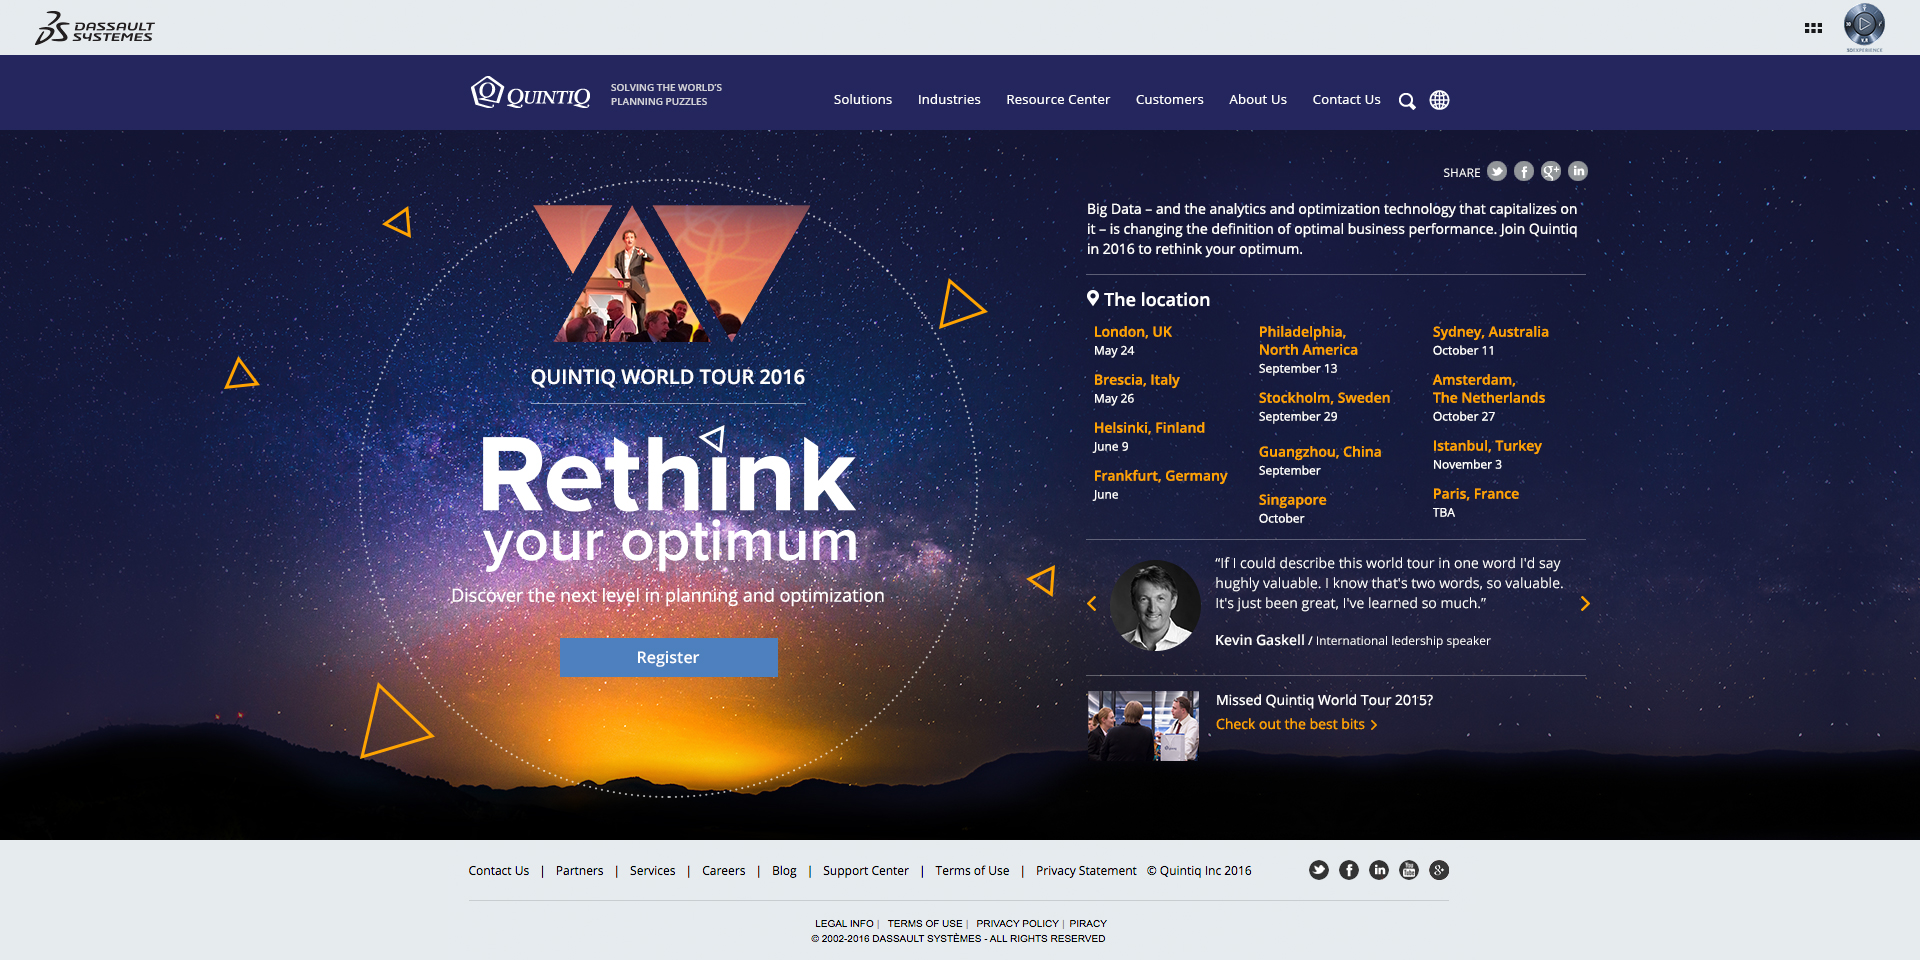 DASSAULT
SYSTEMES
3DEXPERIENCE
QUINTIQ
SOLVING THE WORLD'S
PLANNING PUZZLES
Solutions
Industries
Resource Center
Customers
About Us
Contact Us
SHARE
Big Data – and the analytics and optimization technology that capitalizes on
it – is changing the definition of optimal business performance. Join Quintiq
in 2016 to rethink your optimum.
QUINTIQ WORLD TOUR 2016
Rethink
your optimum
Discover the next level in planning and optimization
Register
The location
London, UK
May 24
Brescia, Italy
May 26
Helsinki, Finland
June 9
Frankfurt, Germany
June
Philadelphia,
North America
September 13
Stockholm, Sweden
September 29
Guangzhou, China
September
Singapore
October
Sydney, Australia
October 11
Amsterdam,
The Netherlands
October 27
Istanbul, Turkey
November 3
Paris, France
TBA
“If I could describe this world tour in one word I'd say
hughly valuable. I know that's two words, so valuable.
It's just been great, I've learned so much.”
Kevin Gaskell / International ledership speaker
Missed Quintiq World Tour 2015?
Check out the best bits >
Contact Us | Partners | Services | Careers | Blog | Support Center | Terms of Use | Privacy Statement © Quintiq Inc 2016
LEGAL INFO | TERMS OF USE | PRIVACY POLICY | PIRACY
© 2002-2016 DASSAULT SYSTÈMES - ALL RIGHTS RESERVED